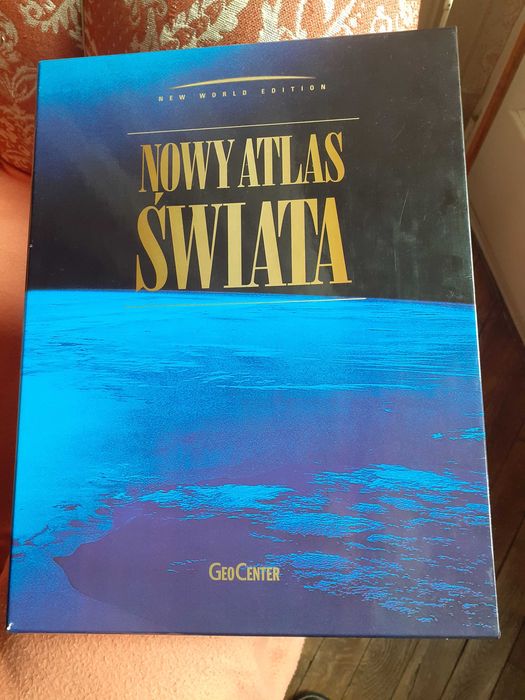 NEW WORLD EDITION
NOWY ATLAS
ŚWIATA
GEOCENTER